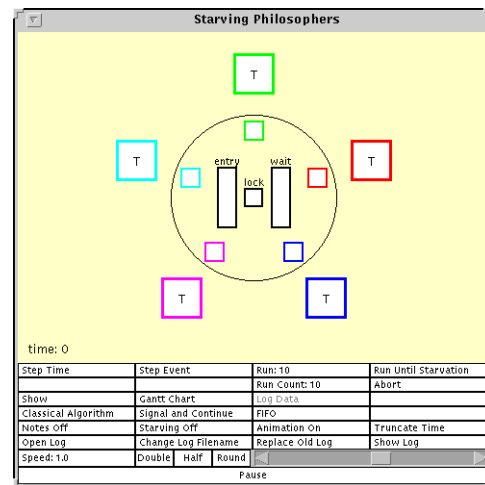 Starving Philosophers
T
T
T
entry
wait
lock
T
T
time: 0
Step Time Step Event Run: 10 Run Until Starvation
Run Count: 10 Abort
Show Gantt Chart Log Data
Classical Algorithm Signal and Continue FIFO
Notes Off Starving Off Animation On Truncate Time
Open Log Change Log Filename Replace Old Log Show Log
Speed: 1.0 Double Half Round
Pause